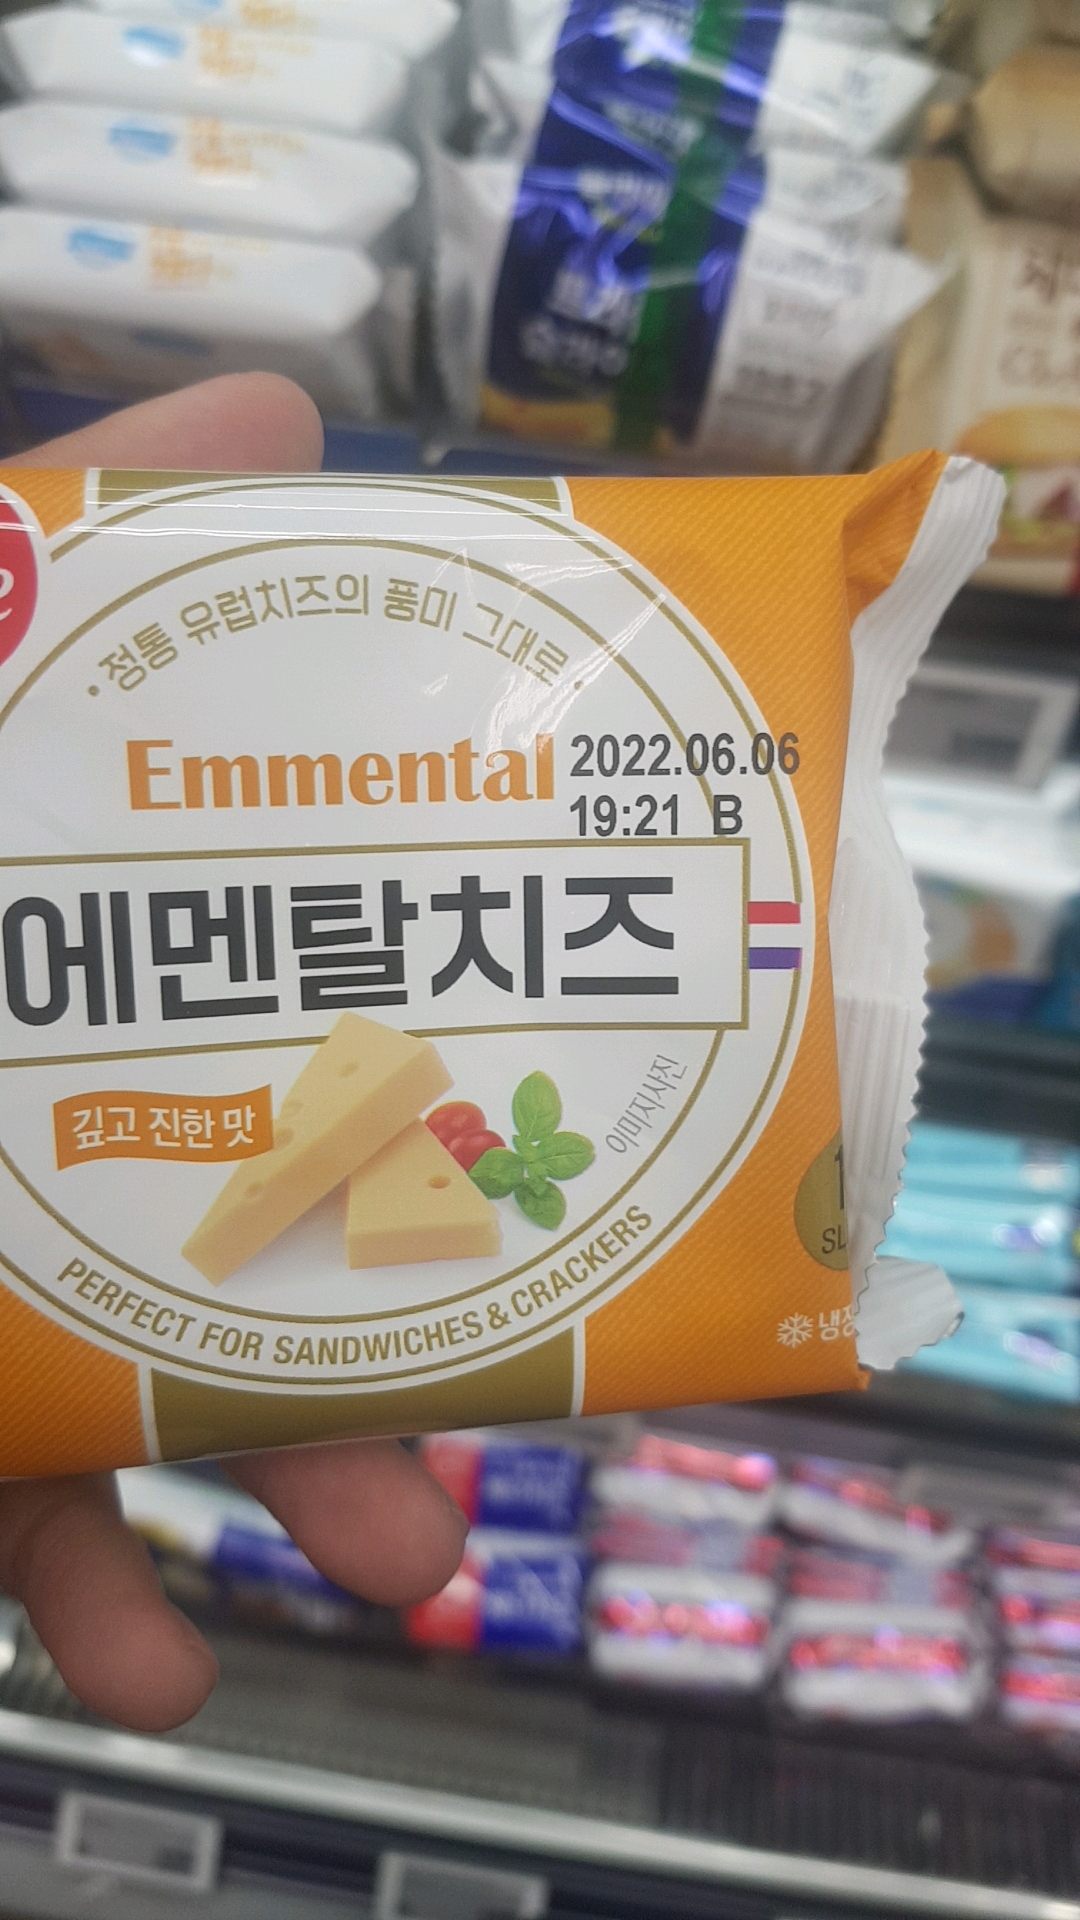 · 정통 유럽치즈의 풍미 그대로 ·
Emmental
2022.06.06
19:21 B
에멘탈치즈
깊고 진한 맛
이미지사진
PERFECT FOR SANDWICHES & CRACKERS